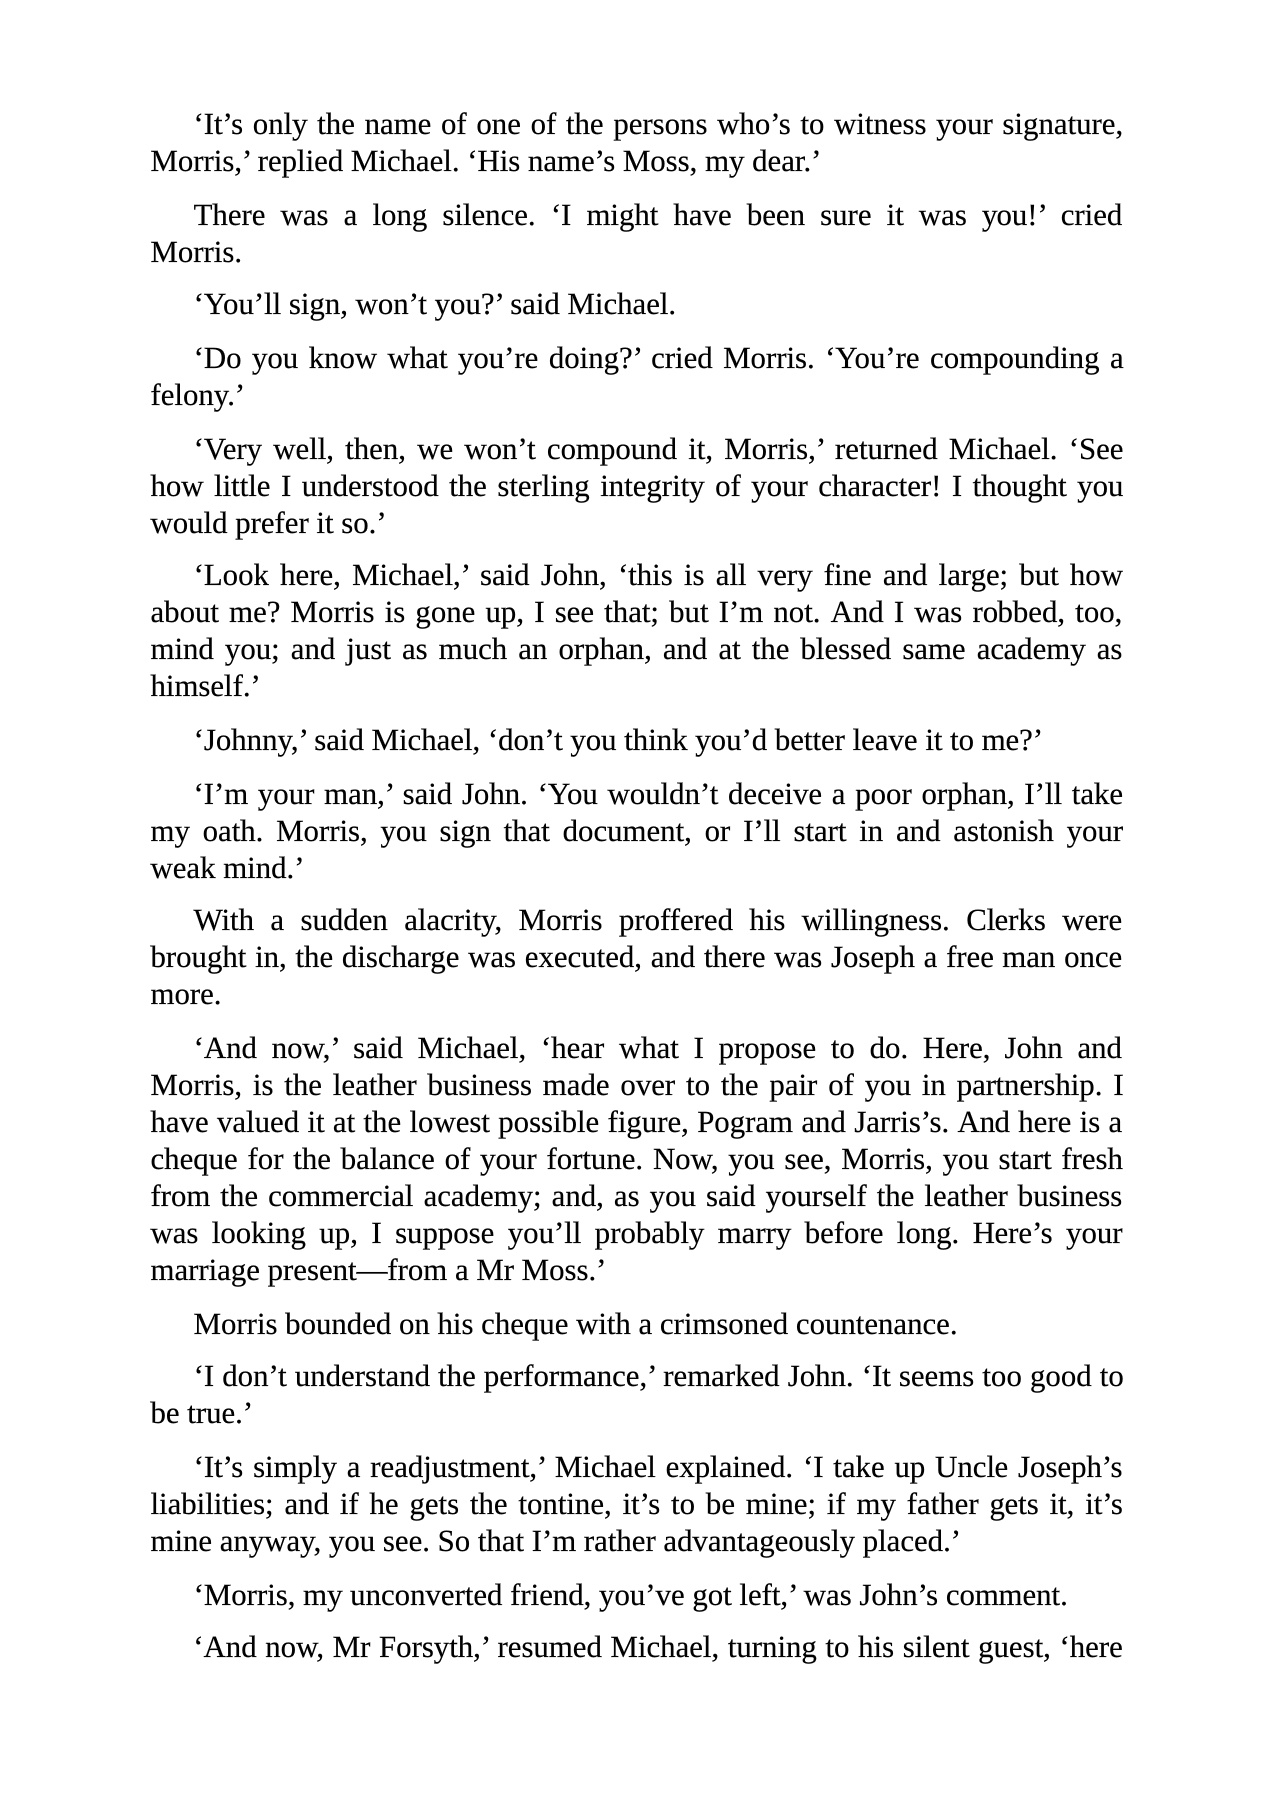 ‘It’s only the name of one of the persons who’s to witness your signature,
Morris,’ replied Michael. ‘His name’s Moss, my dear.’
There was a long silence. ‘I might have been sure it was you!’ cried
Morris.
‘You’ll sign, won’t you?’ said Michael.
‘Do you know what you’re doing?’ cried Morris. ‘You’re compounding a
felony.’
‘Very well, then, we won’t compound it, Morris,’ returned Michael. ‘See
how little I understood the sterling integrity of your character! I thought you
would prefer it so.’
‘Look here, Michael,’ said John, ‘this is all very fine and large; but how
about me? Morris is gone up, I see that; but I’m not. And I was robbed, too,
mind you; and just as much an orphan, and at the blessed same academy as
himself.’
‘Johnny,’ said Michael, ‘don’t you think you’d better leave it to me?’
‘I’m your man,’ said John. ‘You wouldn’t deceive a poor orphan, I’ll take
my oath. Morris, you sign that document, or I’ll start in and astonish your
weak mind.’
With a sudden alacrity, Morris proffered his willingness. Clerks were
brought in, the discharge was executed, and there was Joseph a free man once
more.
‘And now,’ said Michael, ‘hear what I propose to do. Here, John and
Morris, is the leather business made over to the pair of you in partnership. I
have valued it at the lowest possible figure, Pogram and Jarris’s. And here is a
cheque for the balance of your fortune. Now, you see, Morris, you start fresh
from the commercial academy; and, as you said yourself the leather business
was looking up, I suppose you’ll probably marry before long. Here’s your
marriage present—from a Mr Moss.’
Morris bounded on his cheque with a crimsoned countenance.
‘I don’t understand the performance,’ remarked John. ‘It seems too good to
be true.’
‘It’s simply a readjustment,’ Michael explained. ‘I take up Uncle Joseph’s
liabilities; and if he gets the tontine, it’s to be mine; if my father gets it, it’s
mine anyway, you see. So that I’m rather advantageously placed.’
‘Morris, my unconverted friend, you’ve got left,’ was John’s comment.
‘And now, Mr Forsyth,’ resumed Michael, turning to his silent guest, ‘here